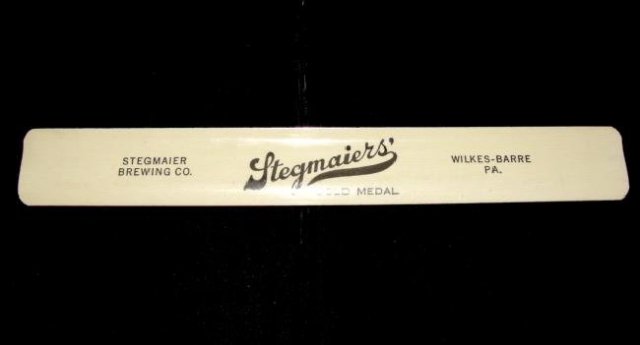 STEGMAIER
BREWING CO.
Stegmaiers'
GOLD MEDAL
WILKES-BARRE
PA.